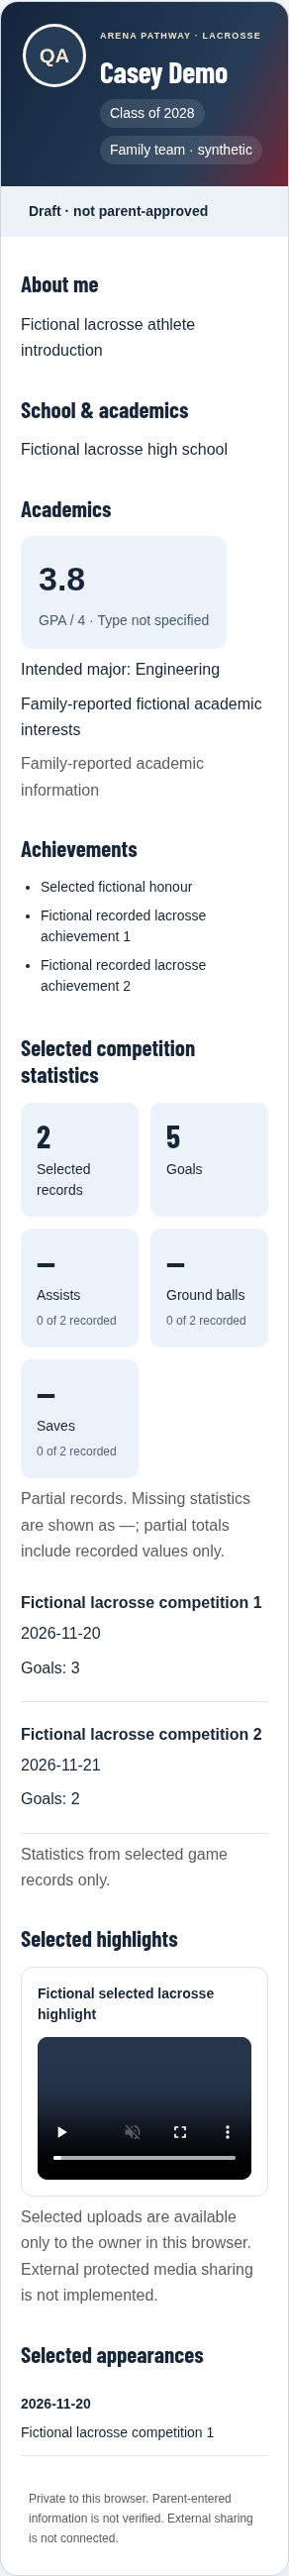 QA
ARENA PATHWAY · LACROSSE
Casey Demo
Class of 2028
Family team · synthetic
Draft · not parent-approved
About me
Fictional lacrosse athlete
introduction
School & academics
Fictional lacrosse high school
Academics
3.8
GPA / 4 · Type not specified
Intended major: Engineering
Family-reported fictional academic
interests
Family-reported academic
information
Achievements
• Selected fictional honour
• Fictional recorded lacrosse
achievement 1
• Fictional recorded lacrosse
achievement 2
Selected competition
statistics
2
Selected
records
5
Goals
—
Assists
0 of 2 recorded
—
Ground balls
0 of 2 recorded
—
Saves
0 of 2 recorded
Partial records. Missing statistics
are shown as —; partial totals
include recorded values only.
Fictional lacrosse competition 1
2026-11-20
Goals: 3
Fictional lacrosse competition 2
2026-11-21
Goals: 2
Statistics from selected game
records only.
Selected highlights
Fictional selected lacrosse
highlight
Selected uploads are available
only to the owner in this browser.
External protected media sharing
is not implemented.
Selected appearances
2026-11-20
Fictional lacrosse competition 1
Private to this browser. Parent-entered
information is not verified. External sharing
is not connected.